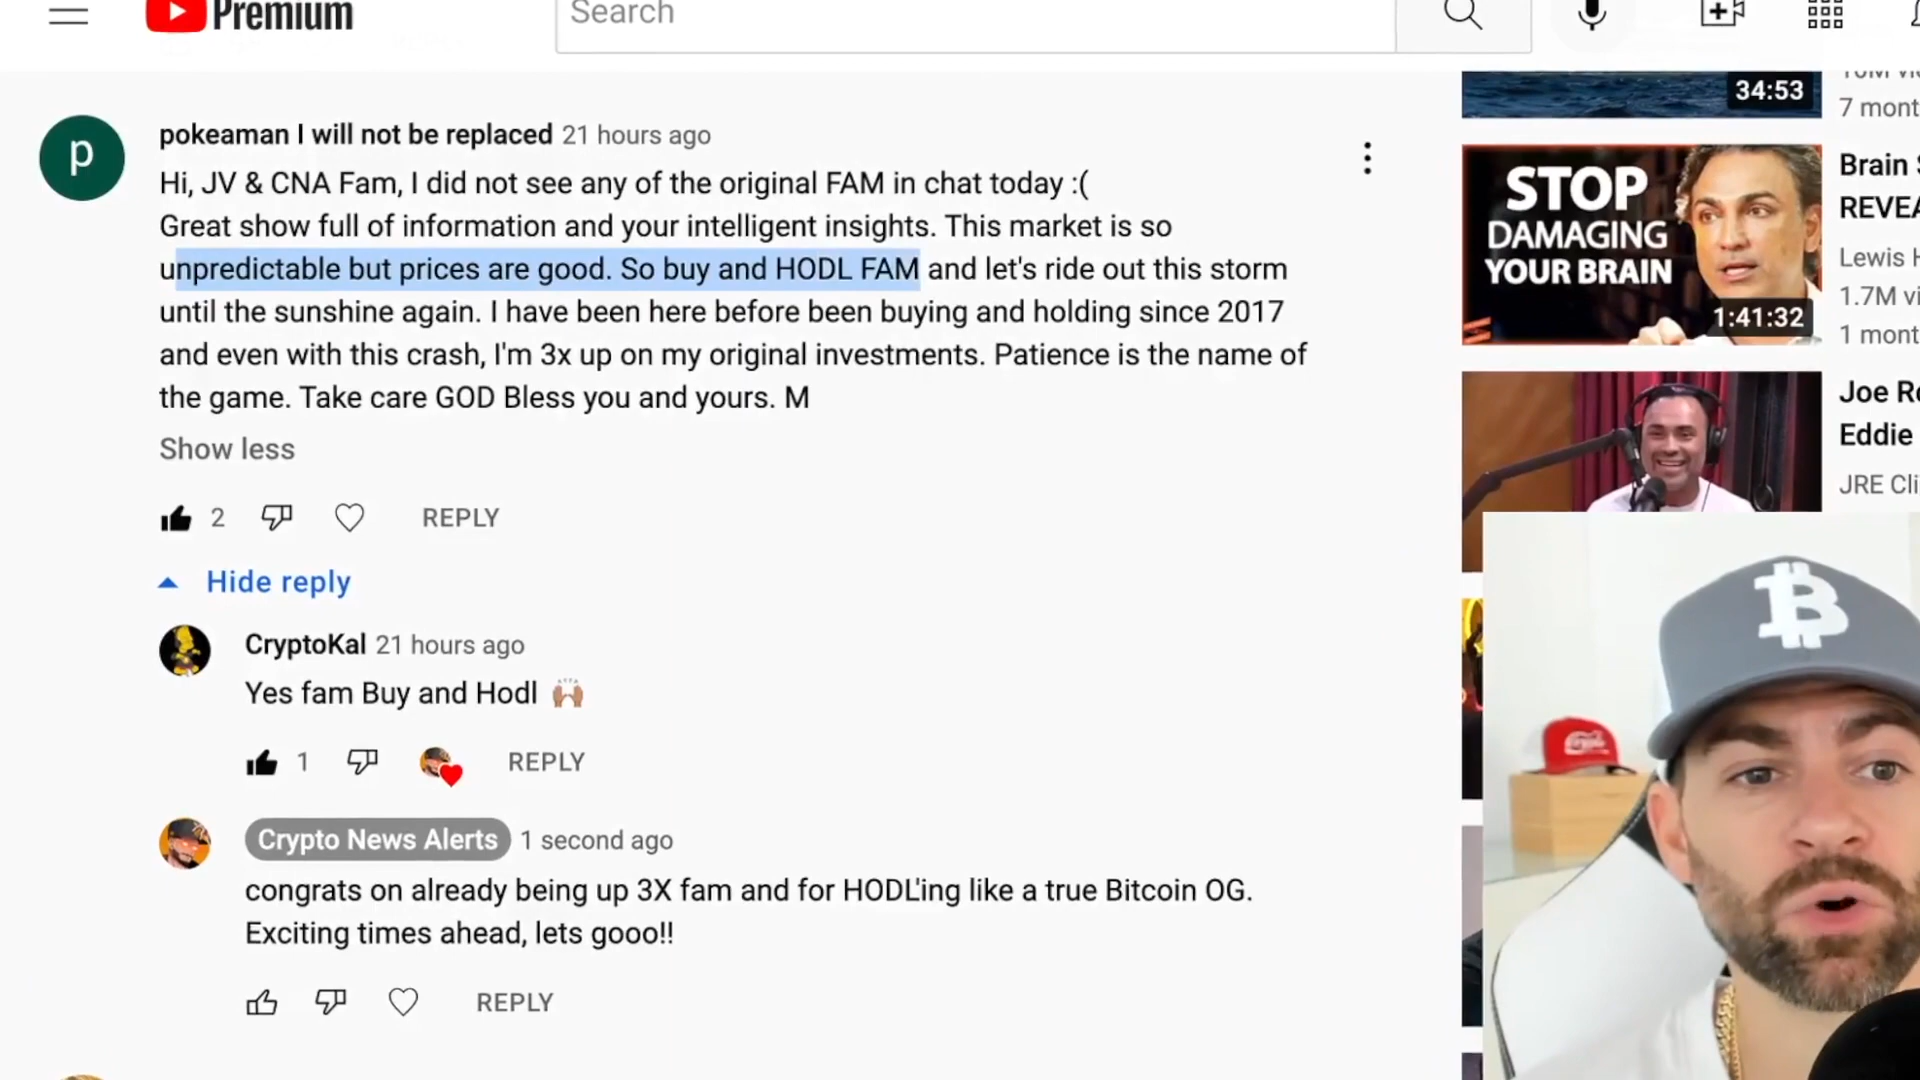 Premium
Search
pokeaman I will not be replaced 21 hours ago
Hi, JV & CNA Fam, I did not see any of the original FAM in chat today :(
Great show full of information and your intelligent insights. This market is so
unpredictable but prices are good. So buy and HODL FAM and let's ride out this storm
until the sunshine again. I have been here before been buying and holding since 2017
and even with this crash, I'm 3x up on my original investments. Patience is the name of
the game. Take care GOD Bless you and yours. M
Show less
2 REPLY
Hide reply
CryptoKal 21 hours ago
Yes fam Buy and Hodl
1 REPLY
Crypto News Alerts 1 second ago
congrats on already being up 3X fam and for HODL'ing like a true Bitcoin OG.
Exciting times ahead, lets gooo!!
REPLY
p
34:53
7 mont
STOP
DAMAGING
YOUR BRAIN
1:41:32
Brain
REVEA
Lewis H
1.7M vi
1 mont
Joe Ro
Eddie
JRE Cli